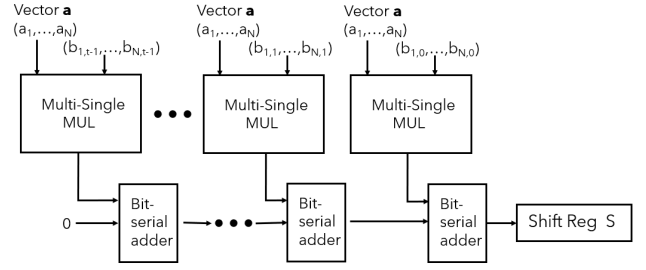 Vector a
(a1,...,aN)
(b1,t-1,...,bN,t-1)
Multi-Single
MUL
Vector a
(a1,...,aN)
(b1,1,...,bN,1)
Multi-Single
MUL
Vector a
(a1,...,aN)
(b1,0,...,bN,0)
Multi-Single
MUL
0
Bit-
serial
adder
Bit-
serial
adder
Bit-
serial
adder
Shift Reg S